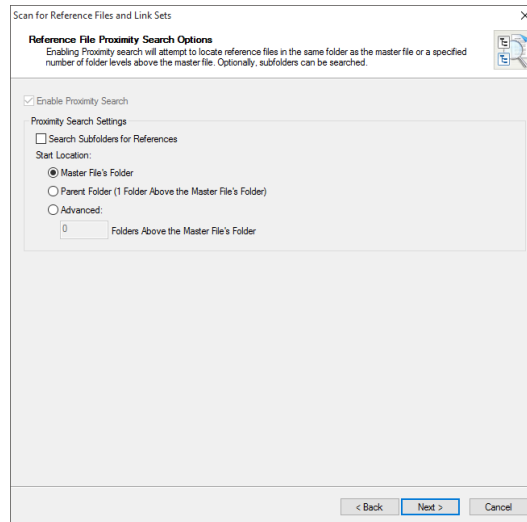 Scan for Reference Files and Link Sets
Reference File Proximity Search Options
Enabling Proximity search will attempt to locate reference files in the same folder as the master file or a specified
number of folder levels above the master file. Optionally, subfolders can be searched.
Enable Proximity Search
Proximity Search Settings
Search Subfolders for References
Start Location:
Master File's Folder
Parent Folder (1 Folder Above the Master File's Folder)
Advanced:
0 Folders Above the Master File's Folder
< Back Next > Cancel